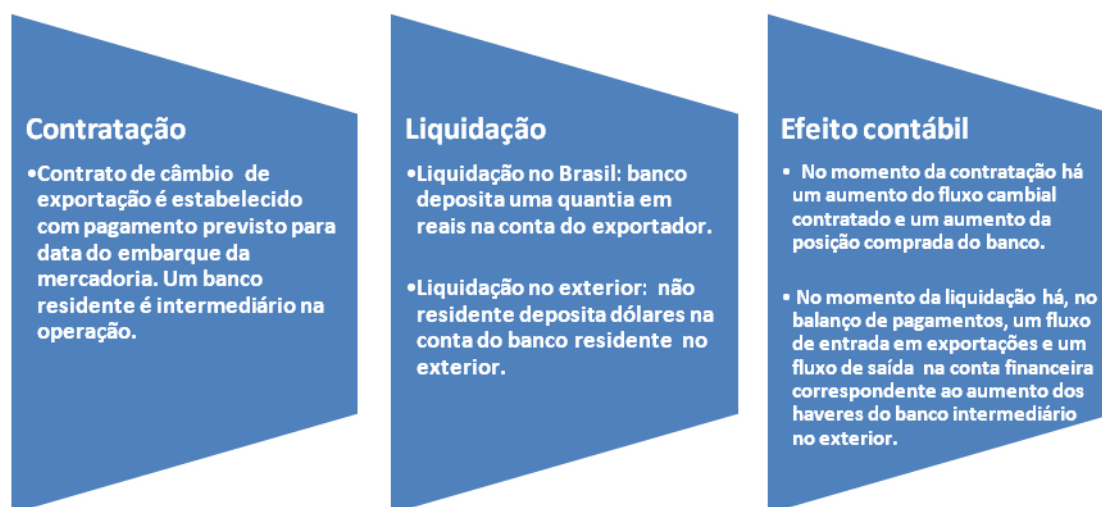 Contratação
•Contrato de câmbio de
exportação é estabelecido
com pagamento previsto para
data do embarque da
mercadoria. Um banco
residente é intermediário na
operação.
Liquidação
•Liquidação no Brasil: banco
deposita uma quantia em
reais na conta do exportador.
•Liquidação no exterior: não
residente deposita dólares na
conta do banco residente no
exterior.
Efeito contábil
• No momento da contratação há
um aumento do fluxo cambial
contratado e um aumento da
posição comprada do banco.
• No momento da liquidação há, no
balanço de pagamentos, um fluxo
de entrada em exportações e um
fluxo de saída na conta financeira
correspondente ao aumento dos
haveres do banco intermediário
no exterior.